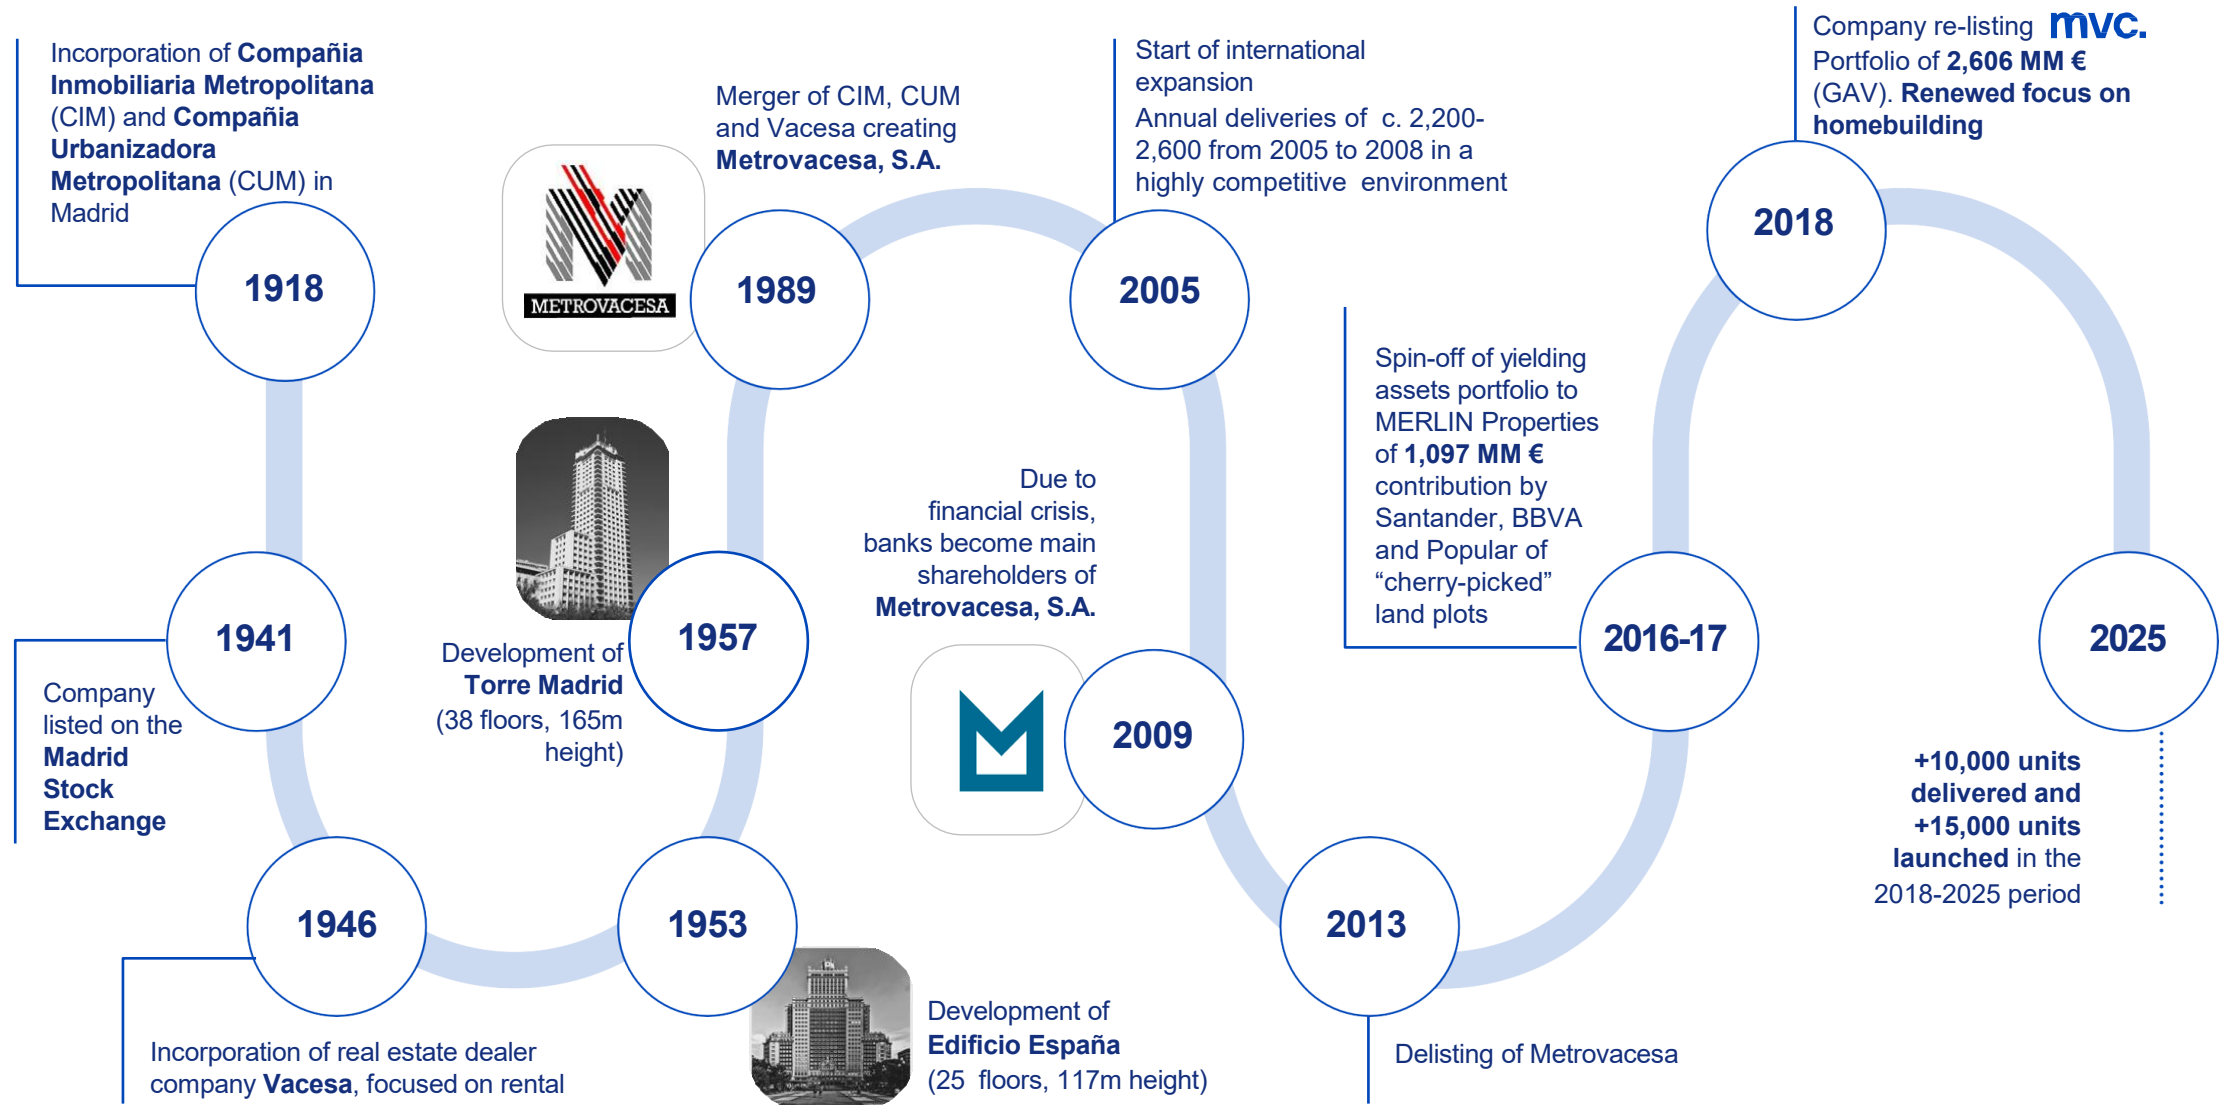 Incorporation of Compañia
Inmobiliaria Metropolitana
(CIM) and Compañia
Urbanizadora
Metropolitana (CUM) in
Madrid
1918
1941
Company
listed on the
Madrid
Stock
Exchange
1946
Incorporation of real estate dealer
company Vacesa, focused on rental
1953
Development of
Edificio España
(25 floors, 117m height)
1957
Development of
Torre Madrid
(38 floors, 165m
height)
METROVACESA
1989
Merger of CIM, CUM
and Vacesa creating
Metrovacesa, S.A.
2005
Start of international
expansion
Annual deliveries of c. 2,200-
2,600 from 2005 to 2008 in a
highly competitive environment
2009
Due to
financial crisis,
banks become main
shareholders of
Metrovacesa, S.A.
2013
Delisting of Metrovacesa
2016-17
Spin-off of yielding
assets portfolio to
MERLIN Properties
of 1,097 MM €
contribution by
Santander, BBVA
and Popular of
“cherry-picked”
land plots
2018
Company re-listing mvc.
Portfolio of 2,606 MM €
(GAV). Renewed focus on
homebuilding
2025
+10,000 units
delivered and
+15,000 units
launched in the
2018-2025 period